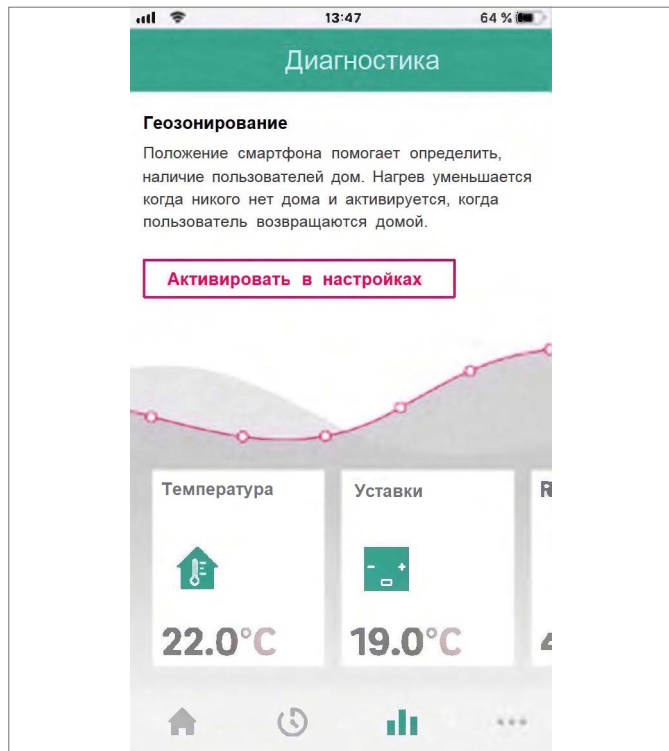 13:47
64 %
Диагностика
Геозонирование
Положение смартфона помогает определить,
наличие пользователей дом. Нагрев уменьшается
когда никого нет дома и активируется, когда
пользователь возвращаются домой.
Активировать в настройках
Температура
Уставки
R
22.0°C
19.0°C
4